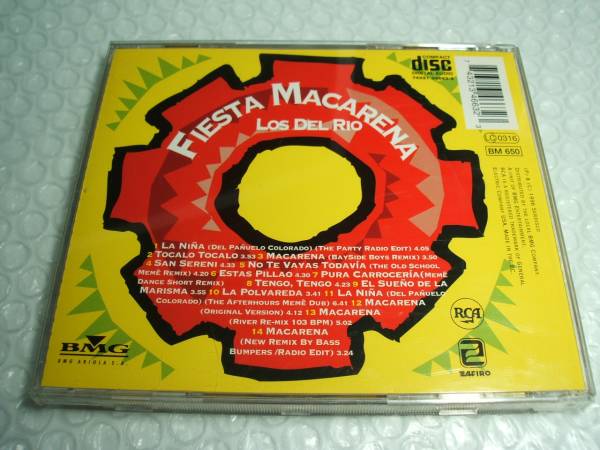 COMPACT
disc
DIGITAL AUDIO
FIESTA MACARENA
LOS DEL RIO
LC 0316
BM 650
1 LA NIÑA (DEL PAÑUELO COLORADO) (THE PARTY RADIO EDIT) 4.05
2 TOCALO TOCALO 3.53 3 MACARENA (BAYSIDE BOYS REMIX) 3.50
4 SAN SERENI 4.33 5 NO TE VAYAS TODAVÍA (THE OLD SCHOOL
MEMÊ REMIX) 4.20 6 ESTAS PILLAO 4.30 7 PURA CARROCERÍA (MEMÊ
DANCE SHORT REMIX) 8 TENGO, TENGO 4.23 9 EL SUEÑO DE LA
MARISMA 3.55 10 LA POLVAREDA 3.41 11 LA NIÑA (DEL PAÑUELO
COLORADO) (THE AFTERHOURS MEMÊ DUB) 6.41 12 MACARENA
(ORIGINAL VERSION) 4.12 13 MACARENA
(RIVER RE-MIX 103 BPM) 5.02
14 MACARENA
(NEW REMIX BY BASS
BUMPERS /RADIO EDIT) 3.24
BMG
BMG ARIOLA S.A.
RCA
ZAFIRO